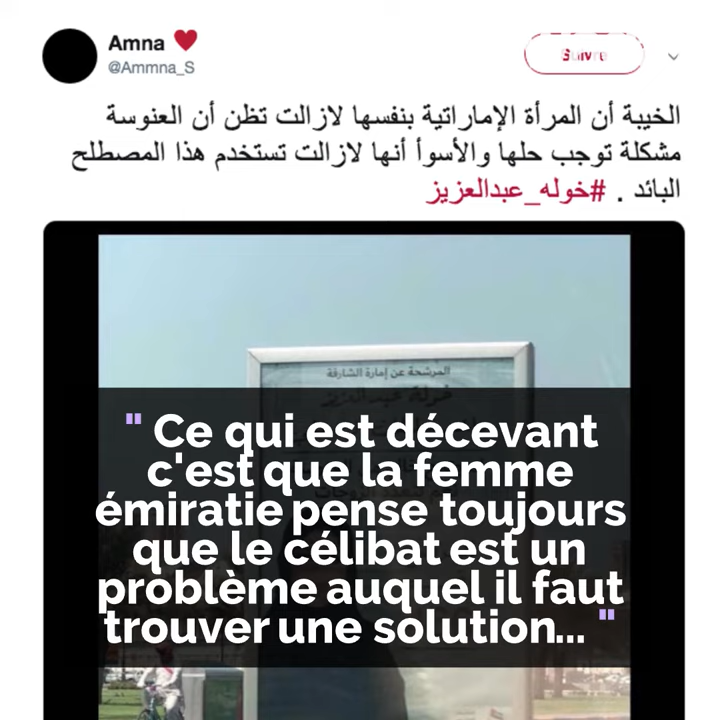 Amna ❤
@Ammna_S
Suivre
الخيبة أن المرأة الإماراتية بنفسها لازالت تظن أن العنوسة
مشكلة توجب حلها والأسوأ أنها لازالت تستخدم هذا المصطلح
البائد . #خوله_عبدالعزيز
المرشحة عن إمارة الشارقة
خولة عبدالعزيز
" Ce qui est décevant
c'est que la femme
émiratie pense toujours
que le célibat est un
problème auquel il faut
trouver une solution... "